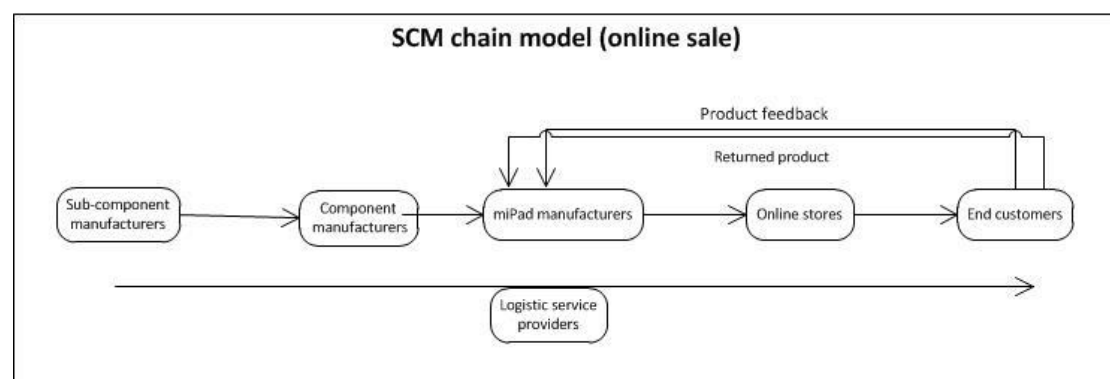 SCM chain model (online sale)
Product feedback
Returned product
Sub-component
manufacturers
Component
manufacturers
miPad manufacturers
Online stores
End customers
Logistic service
providers